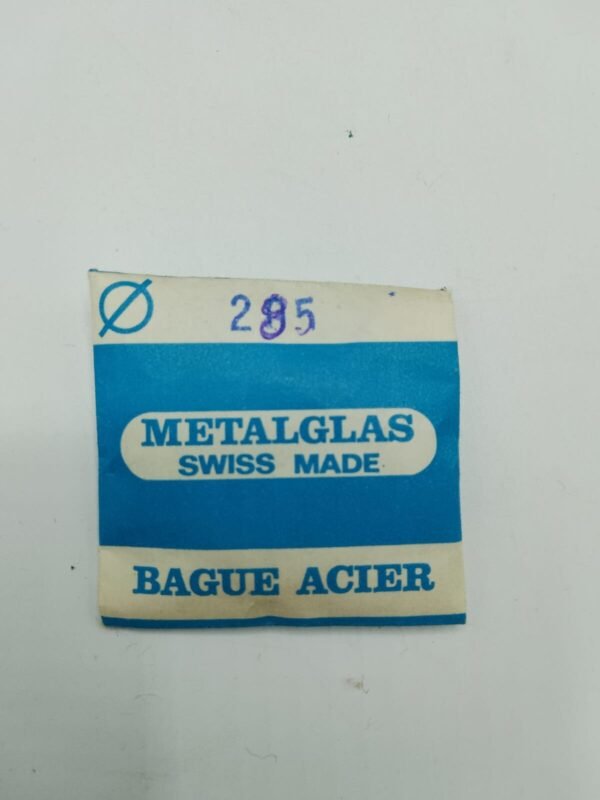 Ø 285
METALGLAS
SWISS MADE
BAGUE ACIER